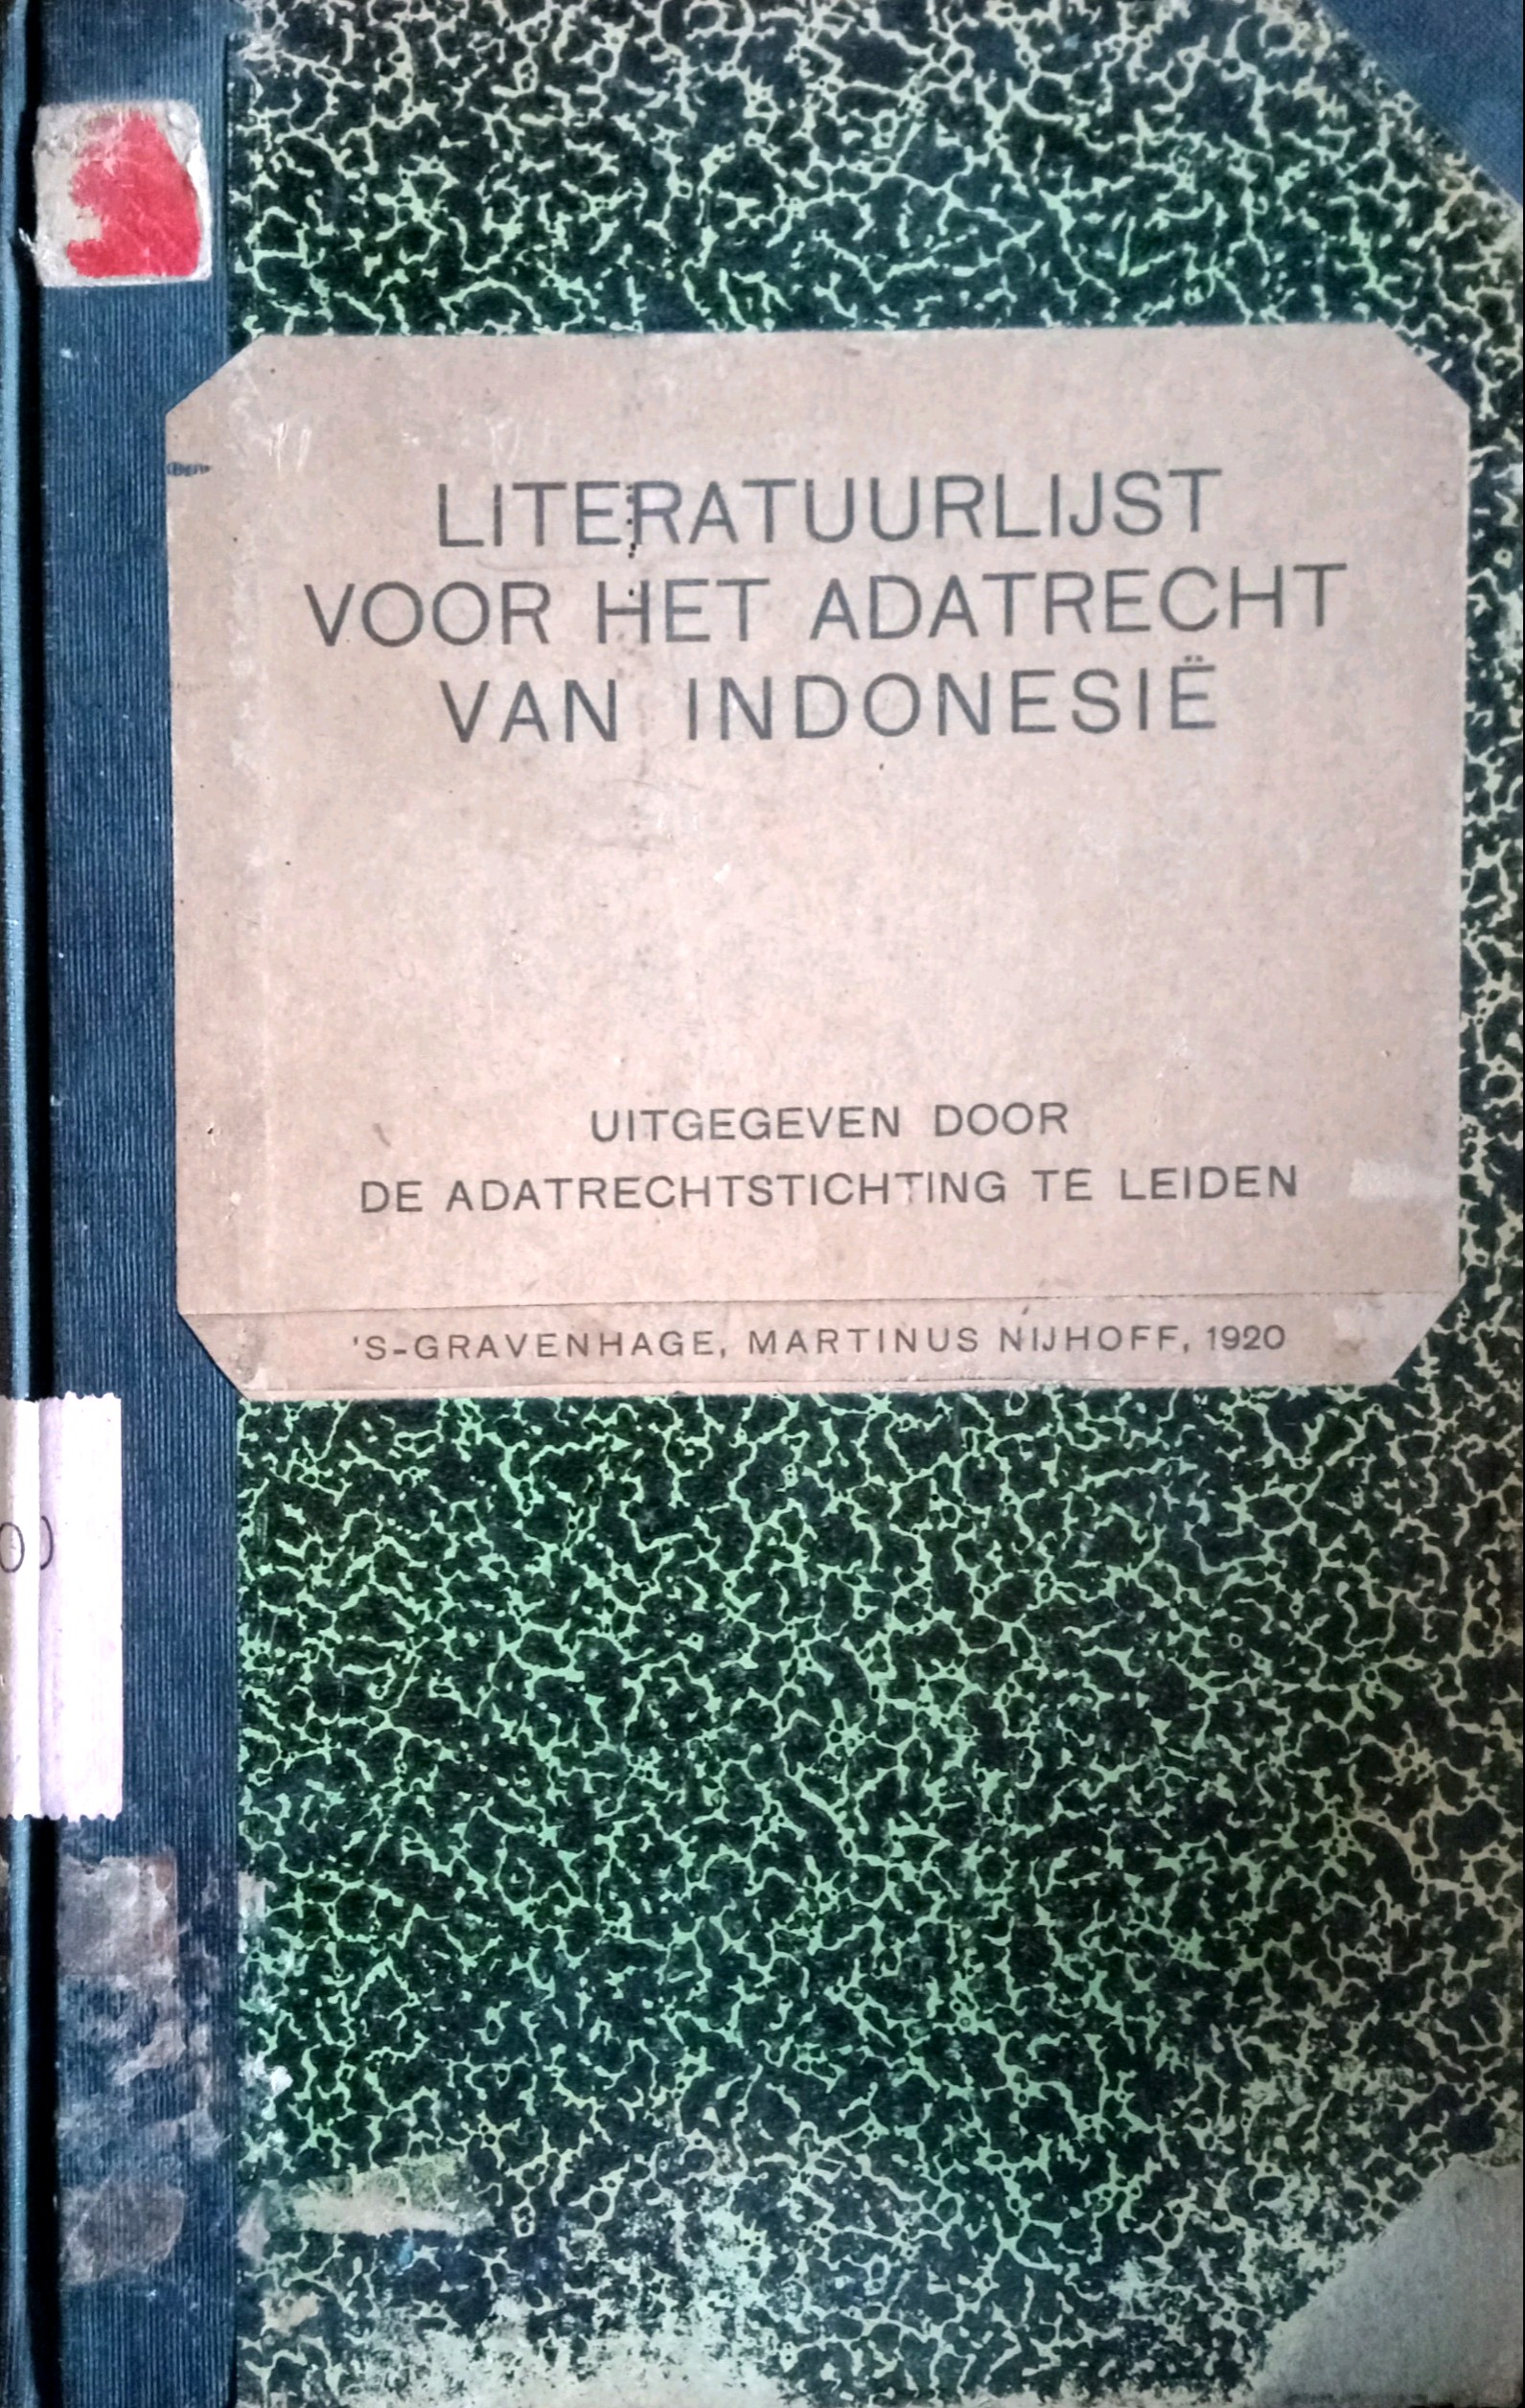 LITERATUURLIJST
VOOR HET ADATRECHT
VAN INDONESIË
UITGEGEVEN DOOR
DE ADATRECHTSTICHTING TE LEIDEN
'S-GRAVENHAGE, MARTINUS NIJHOFF, 1920